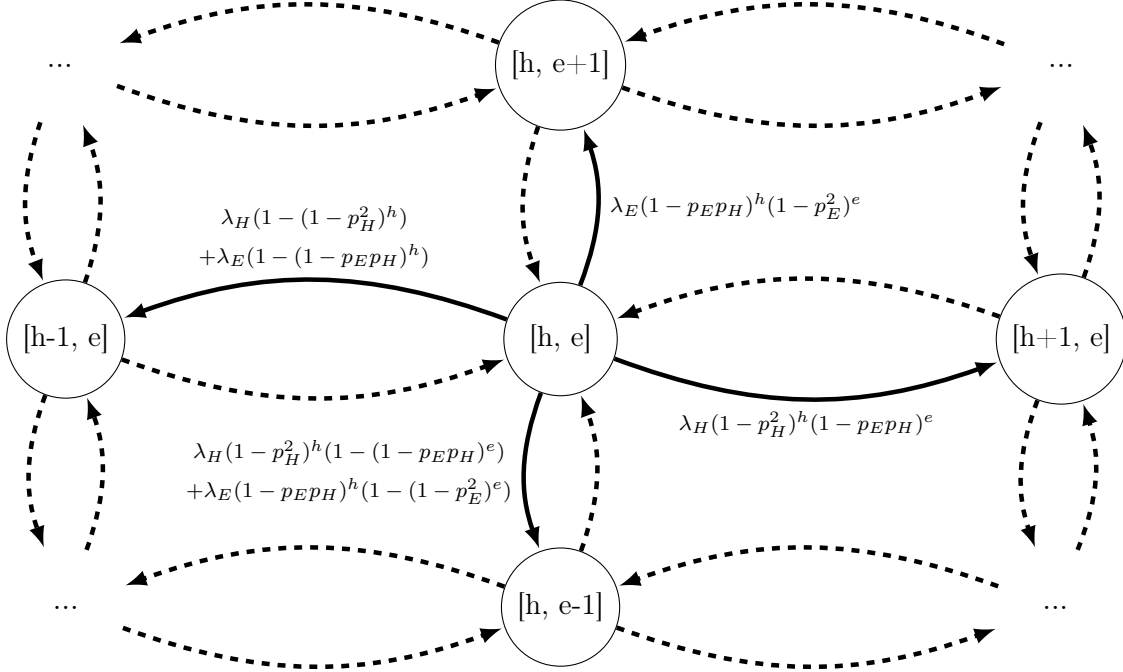 ... [h, e+1] ...
λ_E(1 − p_E p_H)^h(1 − p_E^2)^e
λ_H(1 − (1 − p_H^2)^h)
+λ_E(1 − (1 − p_E p_H)^h)
[h-1, e] [h, e] [h+1, e]
λ_H(1 − p_H^2)^h(1 − p_E p_H)^e
λ_H(1 − p_H^2)^h(1 − (1 − p_E p_H)^e)
+λ_E(1 − p_E p_H)^h(1 − (1 − p_E^2)^e)
... [h, e-1] ...